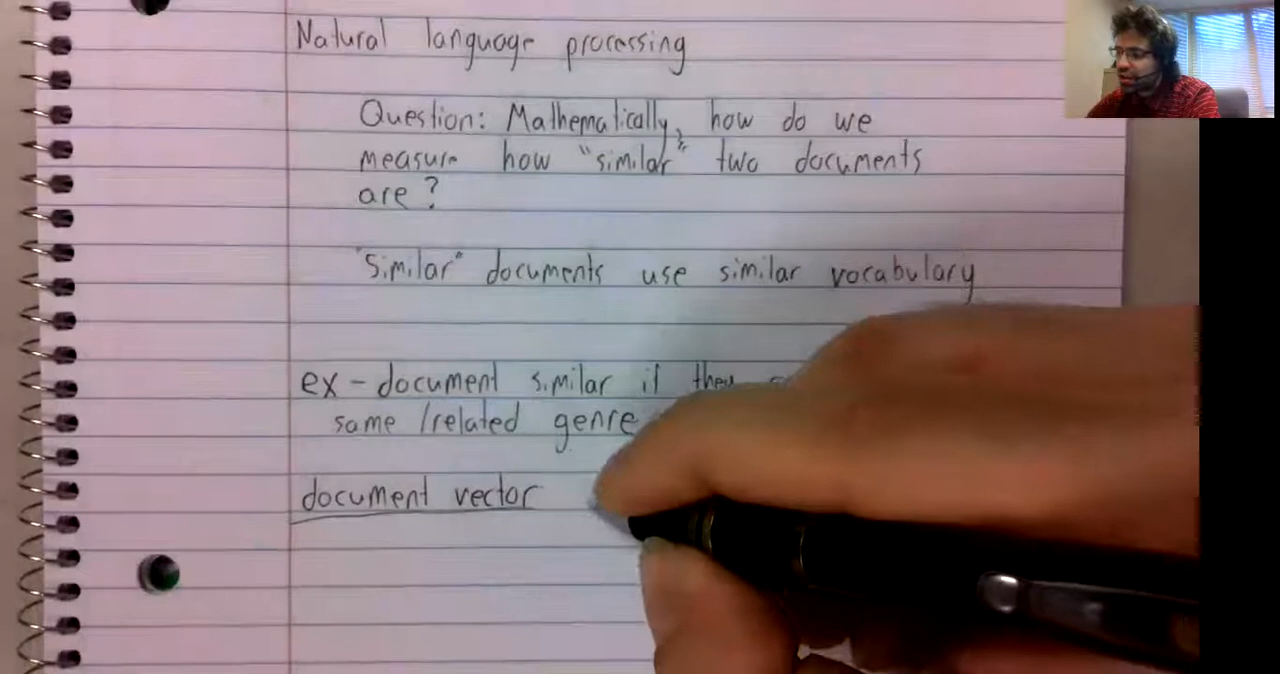 Natural language processing
Question: Mathematically, how do we
measure how "similar" two documents
are?
"Similar" documents use similar vocabulary
ex - document similar if they
same /related genre
document vector